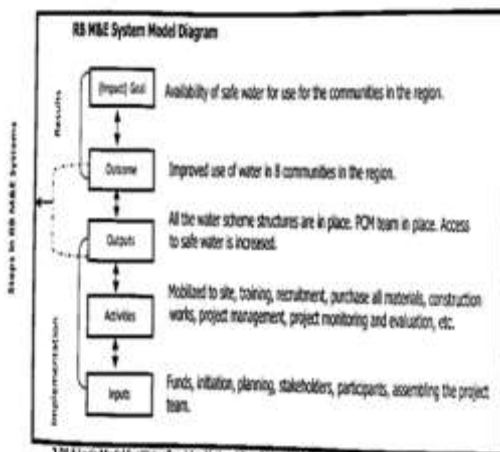 RB M&E System Model Diagram
Steps in RB M&E Systems
Results
(Impact) Goal
Availability of safe water for use for the communities in the region.
Outcome
Improved use of water in 8 communities in the region.
Outputs
All the water scheme structures are in place. PCM team in place. Access
to safe water is increased.
Implementation
Activities
Mobilized to site, training, recruitment, purchase all materials, construction
works, project management, project monitoring and evaluation, etc.
Inputs
Funds, initiation, planning, stakeholders, participants, assembling the project
team.